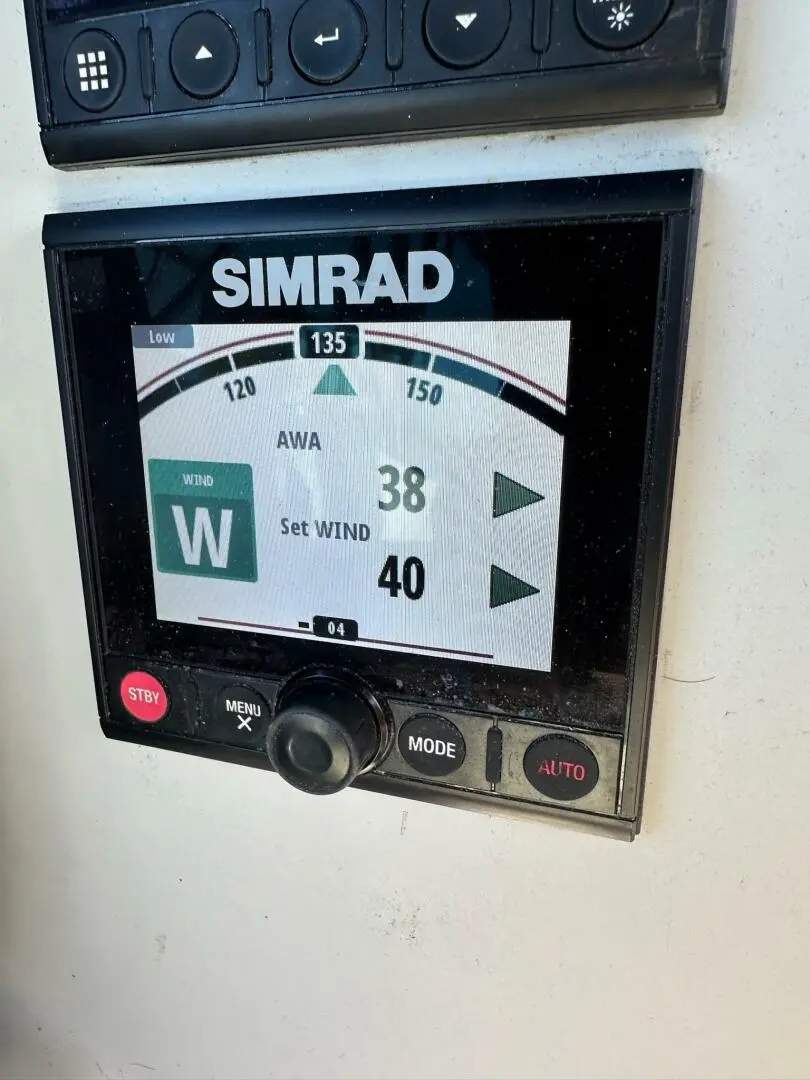 SIMRAD
Low
135
120
150
AWA
38
WIND
W
Set WIND
40
04
STBY
MENU
X
MODE
AUTO